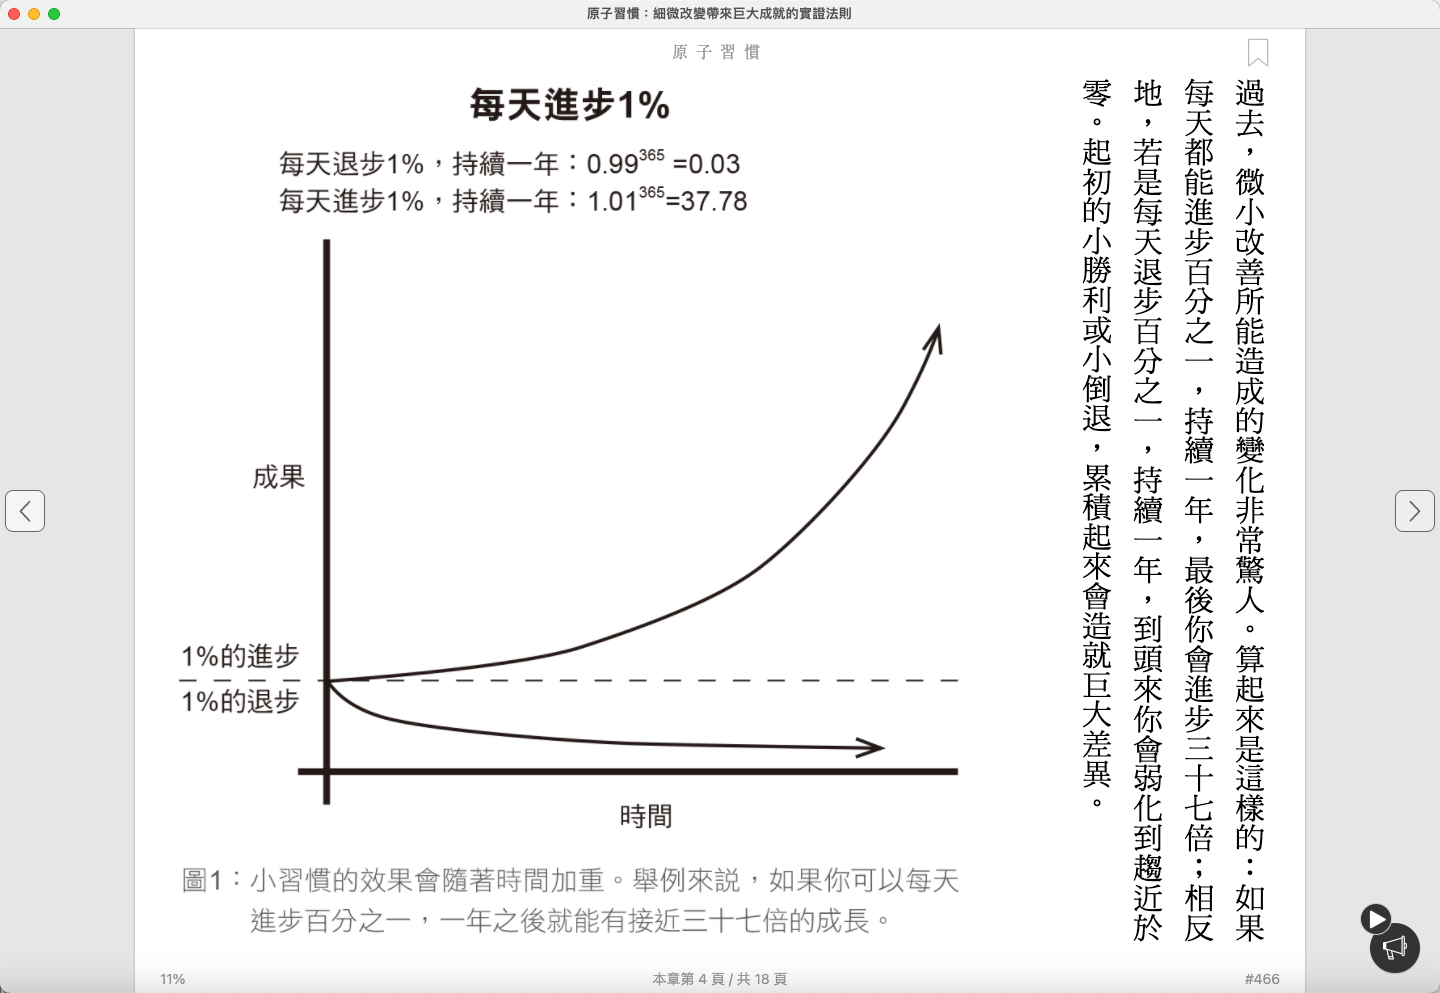 原子習慣：細微改變帶來巨大成就的實證法則
原子習慣
過去，微小改善所能造成的變化非常驚人。算起來是這樣的：如果
每天都能進步百分之一，持續一年，最後你會進步三十七倍；相反
地，若是每天退步百分之一，持續一年，到頭來你會弱化到趨近於
零。起初的小勝利或小倒退，累積起來會造就巨大差異。
每天進步1%
每天退步1%，持續一年：0.99³⁶⁵ =0.03
每天進步1%，持續一年：1.01³⁶⁵=37.78
成果
1%的進步
1%的退步
時間
圖1：小習慣的效果會隨著時間加重。舉例來説，如果你可以每天
進步百分之一，一年之後就能有接近三十七倍的成長。
11%
本章第 4 頁 / 共 18 頁
#466